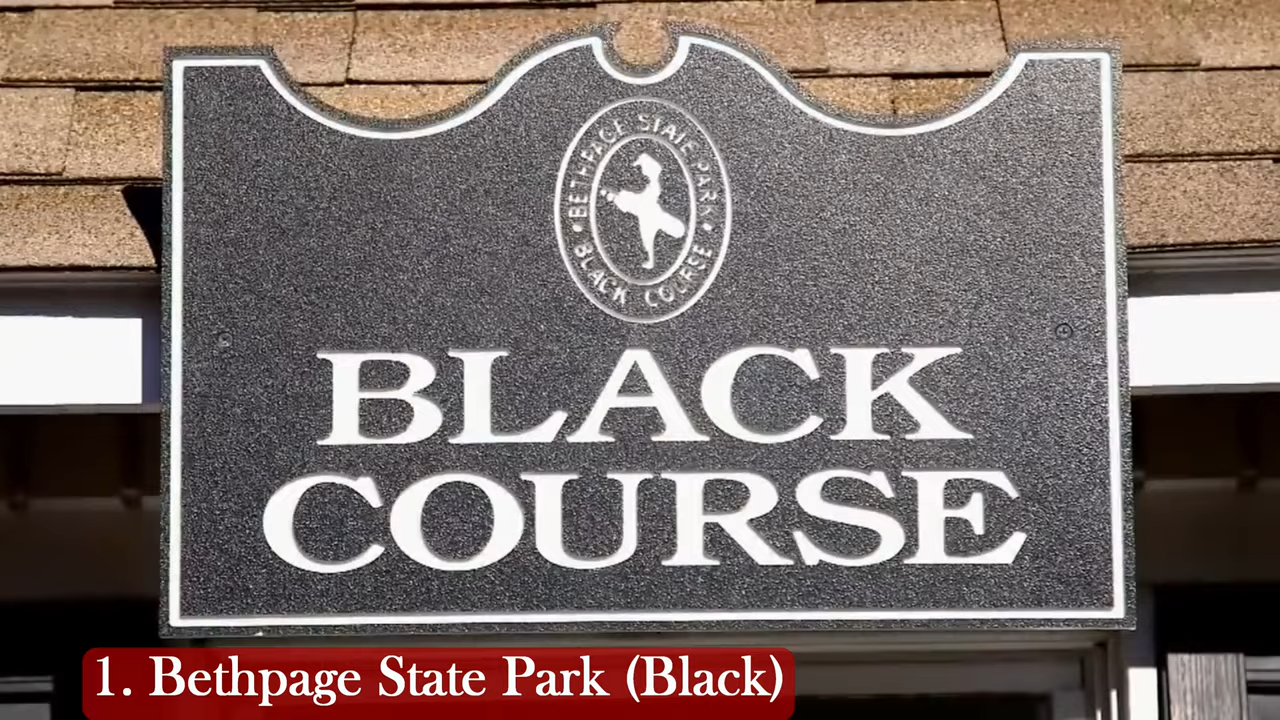 BETHPAGE STATE PARK
BLACK COURSE
BLACK
COURSE
1. Bethpage State Park (Black)